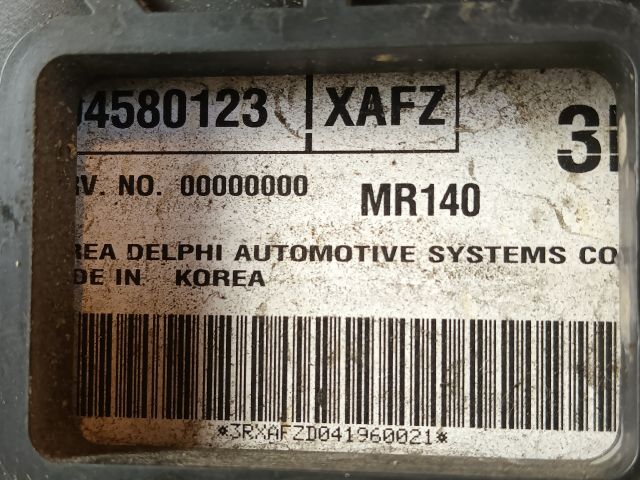 4580123 XAFZ 3
V. NO. 00000000 MR140
REA DELPHI AUTOMOTIVE SYSTEMS CO
DE IN KOREA
*3RXAFZD041960021*